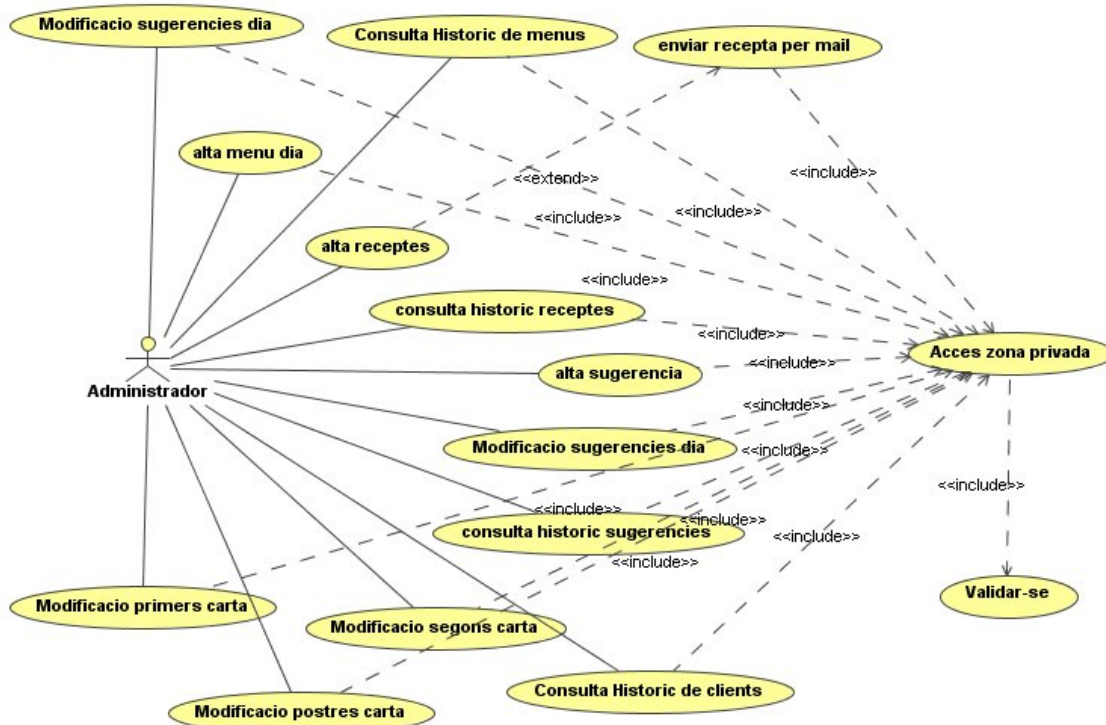 Modificacio sugerencies dia
Consulta Historic de menus
enviar recepta per mail
alta menu dia
<<include>>
<<extend>>
<<include>>
<<include>>
alta receptes
<<include>>
consulta historic receptes
Acces zona privada
<<include>>
alta sugerencia
Administrador
<<include>>
Modificacio sugerencies dia
<<include>>
<<include>>
<<include>>
<<include>>
consulta historic sugerencies
<<include>>
<<include>>
Validar-se
Modificacio primers carta
Modificacio segons carta
Consulta Historic de clients
Modificacio postres carta